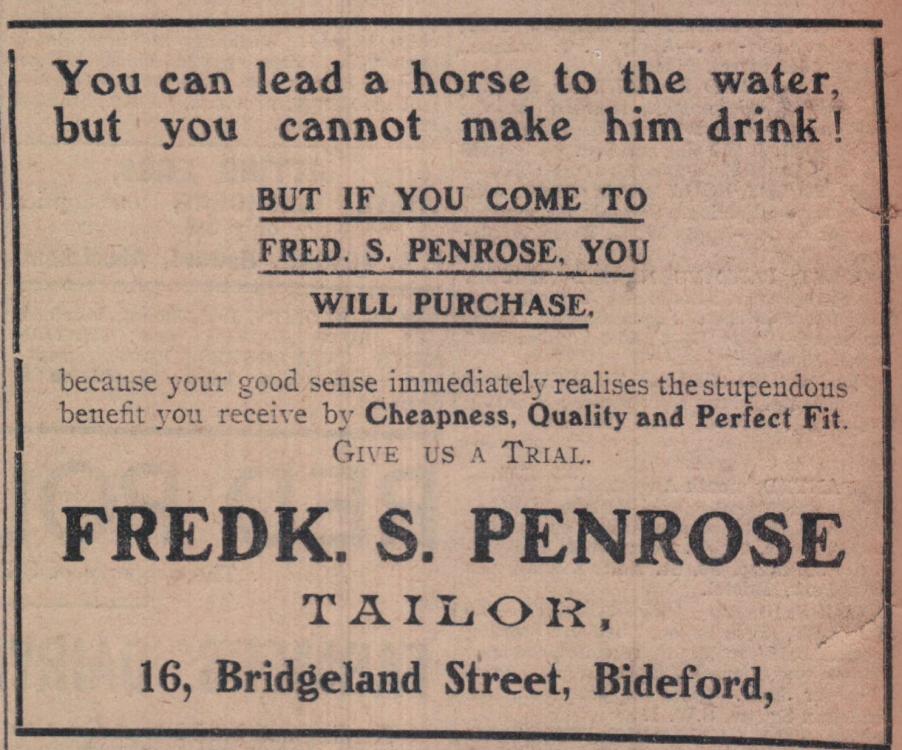 You can lead a horse to the water,
but you cannot make him drink!
BUT IF YOU COME TO
FRED. S. PENROSE, YOU
WILL PURCHASE,
because your good sense immediately realises the stupendous
benefit you receive by Cheapness, Quality and Perfect Fit.
GIVE US A TRIAL.
FREDK. S. PENROSE
TAILOR,
16, Bridgeland Street, Bideford,